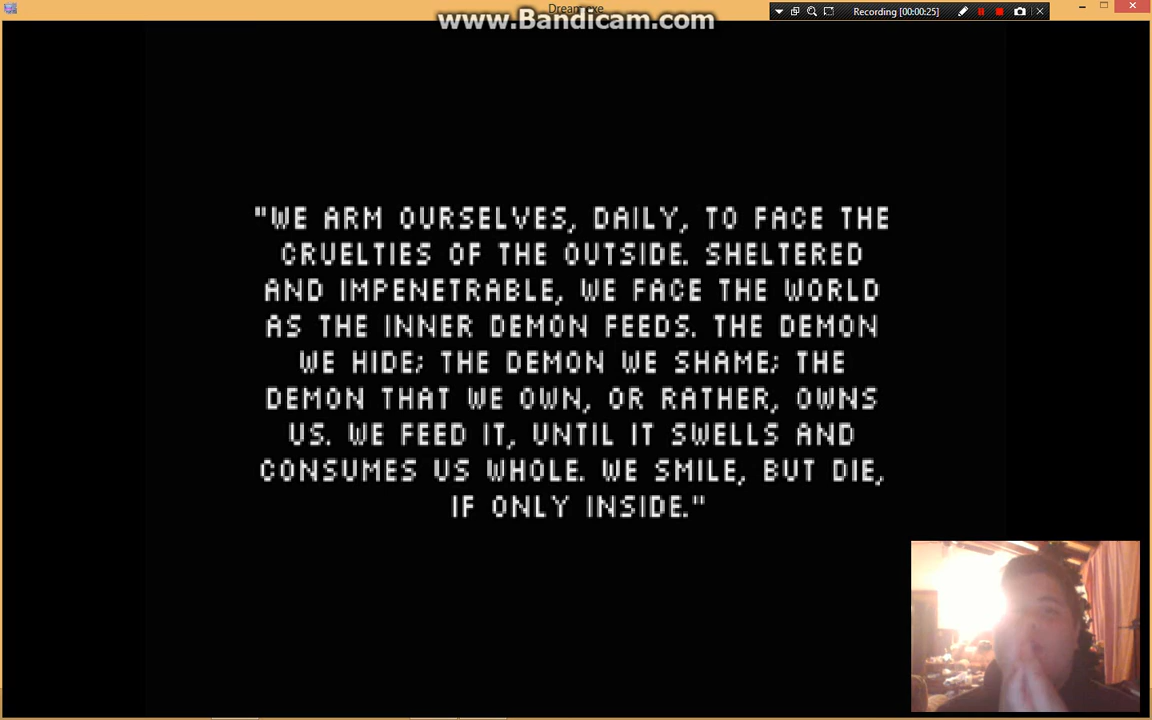 Dream.exe
www.Bandicam.com
Recording [00:00:25]
"WE ARM OURSELVES, DAILY, TO FACE THE
CRUELTIES OF THE OUTSIDE. SHELTERED
AND IMPENETRABLE, WE FACE THE WORLD
AS THE INNER DEMON FEEDS. THE DEMON
WE HIDE; THE DEMON WE SHAME; THE
DEMON THAT WE OWN, OR RATHER, OWNS
US. WE FEED IT, UNTIL IT SWELLS AND
CONSUMES US WHOLE. WE SMILE, BUT DIE,
IF ONLY INSIDE."